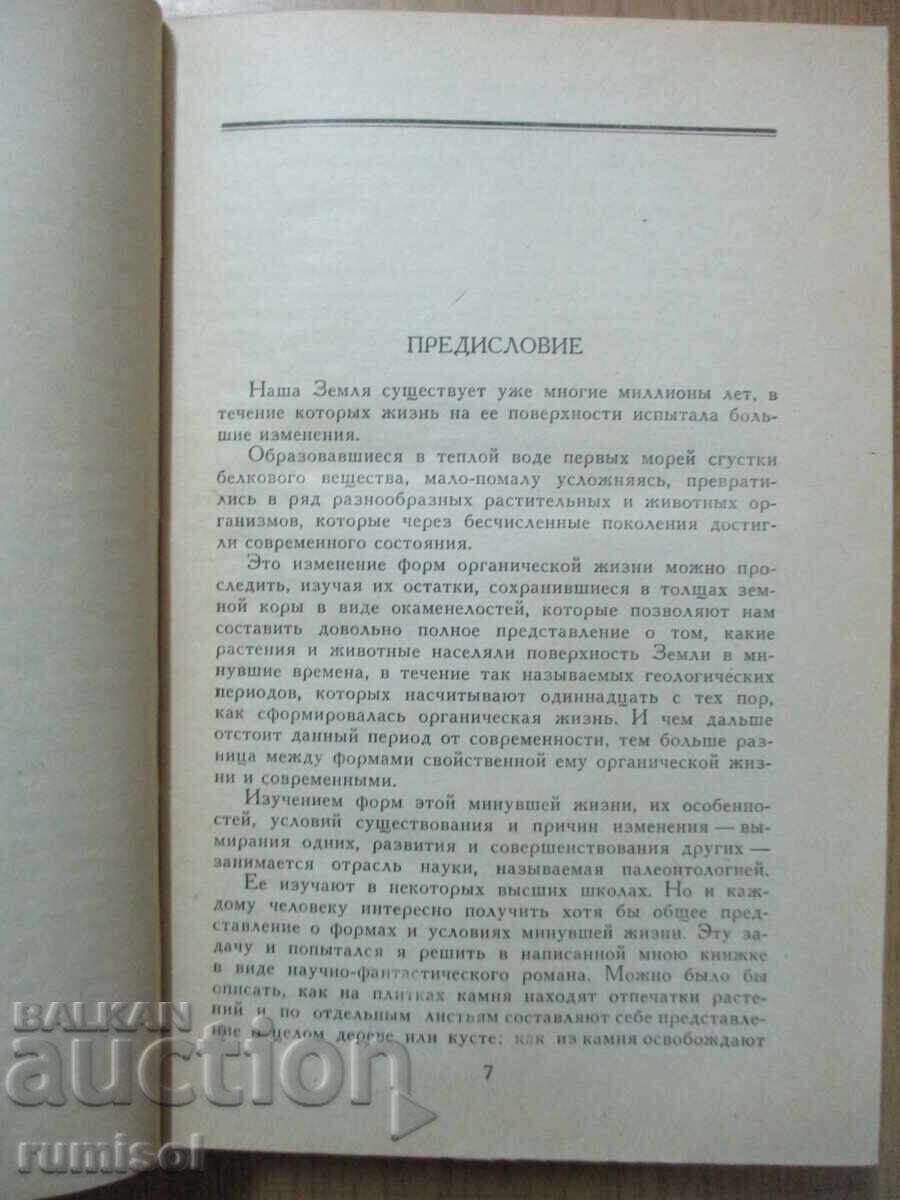 ПРЕДИСЛОВИЕ
Наша Земля существует уже многие миллионы лет, в
течение которых жизнь на ее поверхности испытала боль-
шие изменения.
Образовавшиеся в теплой воде первых морей сгустки
белкового вещества, мало-помалу усложняясь, преврати-
лись в ряд разнообразных растительных и животных ор-
ганизмов, которые через бесчисленные поколения достиг-
ли современного состояния.
Это изменение форм органической жизни можно про-
следить, изучая их остатки, сохранившиеся в толщах зем-
ной коры в виде окаменелостей, которые позволяют нам
составить довольно полное представление о том, какие
растения и животные населяли поверхность Земли в ми-
нувшие времена, в течение так называемых геологических
периодов, которых насчитывают одиннадцать с тех пор,
как сформировалась органическая жизнь. И чем дальше
отстоит данный период от современности, тем больше раз-
ница между формами свойственной ему органической жиз-
ни и современными.
Изучением форм этой минувшей жизни, их особенно-
стей, условий существования и причин изменения — вы-
мирания одних, развития и совершенствования других —
занимается отрасль науки, называемая палеонтологией.
Ее изучают в некоторых высших школах. Но и каж-
дому человеку интересно получить хотя бы общее пред-
ставление о формах и условиях минувшей жизни. Эту за-
дачу и попытался я решить в написанной мною книжке
в виде научно-фантастического романа. Можно было бы
описать, как на плитках камня находят отпечатки расте-
ний и по отдельным листьям составляют себе представле-
ние о целом дереве или кусте; как из камня освобождают
7
BALKAN
auction
rumisol